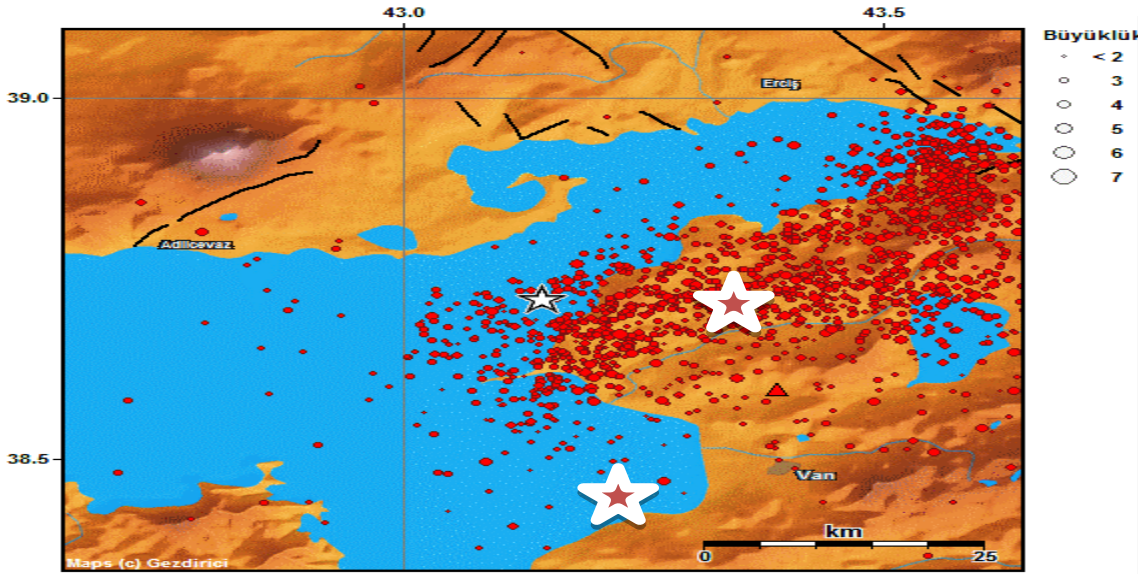 43.0 43.5
Büyüklük
< 2
3
4
5
6
7
39.0
Erciş
Adilcevaz
38.5
Van
km
0 25
Maps (c) Gezdirici